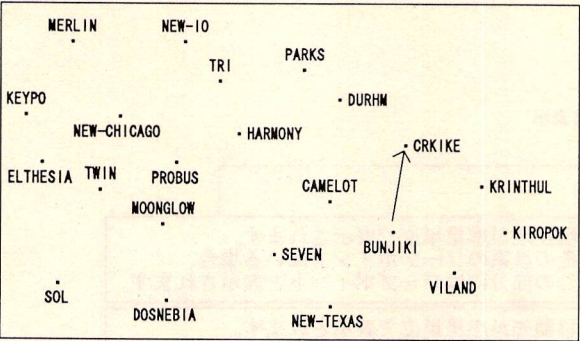 MERLIN
NEW-IO
PARKS
TRI
KEYPO
DURHM
NEW-CHICAGO
HARMONY
CRKIKE
ELTHESIA
TWIN
PROBUS
CAMELOT
KRINTHUL
MOONGLOW
BUNJIKI
KIROPOK
SEVEN
VILAND
SOL
DOSNEBIA
NEW-TEXAS